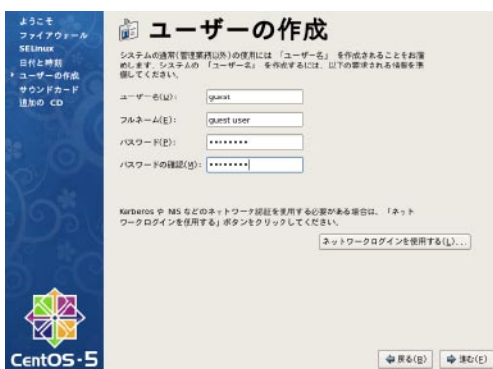 ようこそ
ファイアウォール
SELinux
日付と時刻
ユーザーの作成
サウンドカード
追加の CD
ユーザーの作成
システムの通常(管理業務以外)の使用には 「ユーザー名」 を作成されることをお薦
めします。システムの 「ユーザー名」 を作成するには、以下の要求される情報を準
備してください。
ユーザー名(U):
guest
フルネーム(E):
guest user
パスワード(P):
••••••••
パスワードの確認(M):
••••••••
Kerberos や NIS などのネットワーク認証を使用する必要がある場合は、「ネット
ワークログインを使用する」ボタンをクリックしてください。
ネットワークログインを使用する(L)...
CentOS-5
戻る(B)
進む(F)